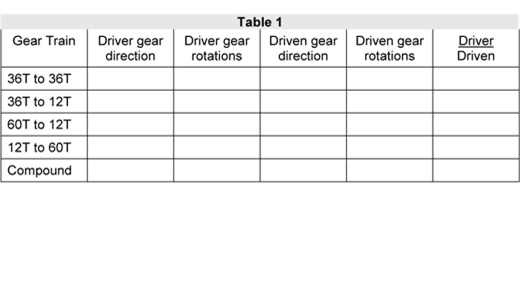 Table 1
Gear Train Driver gear direction Driver gear rotations Driven gear direction Driven gear rotations Driver Driven
36T to 36T
36T to 12T
60T to 12T
12T to 60T
Compound